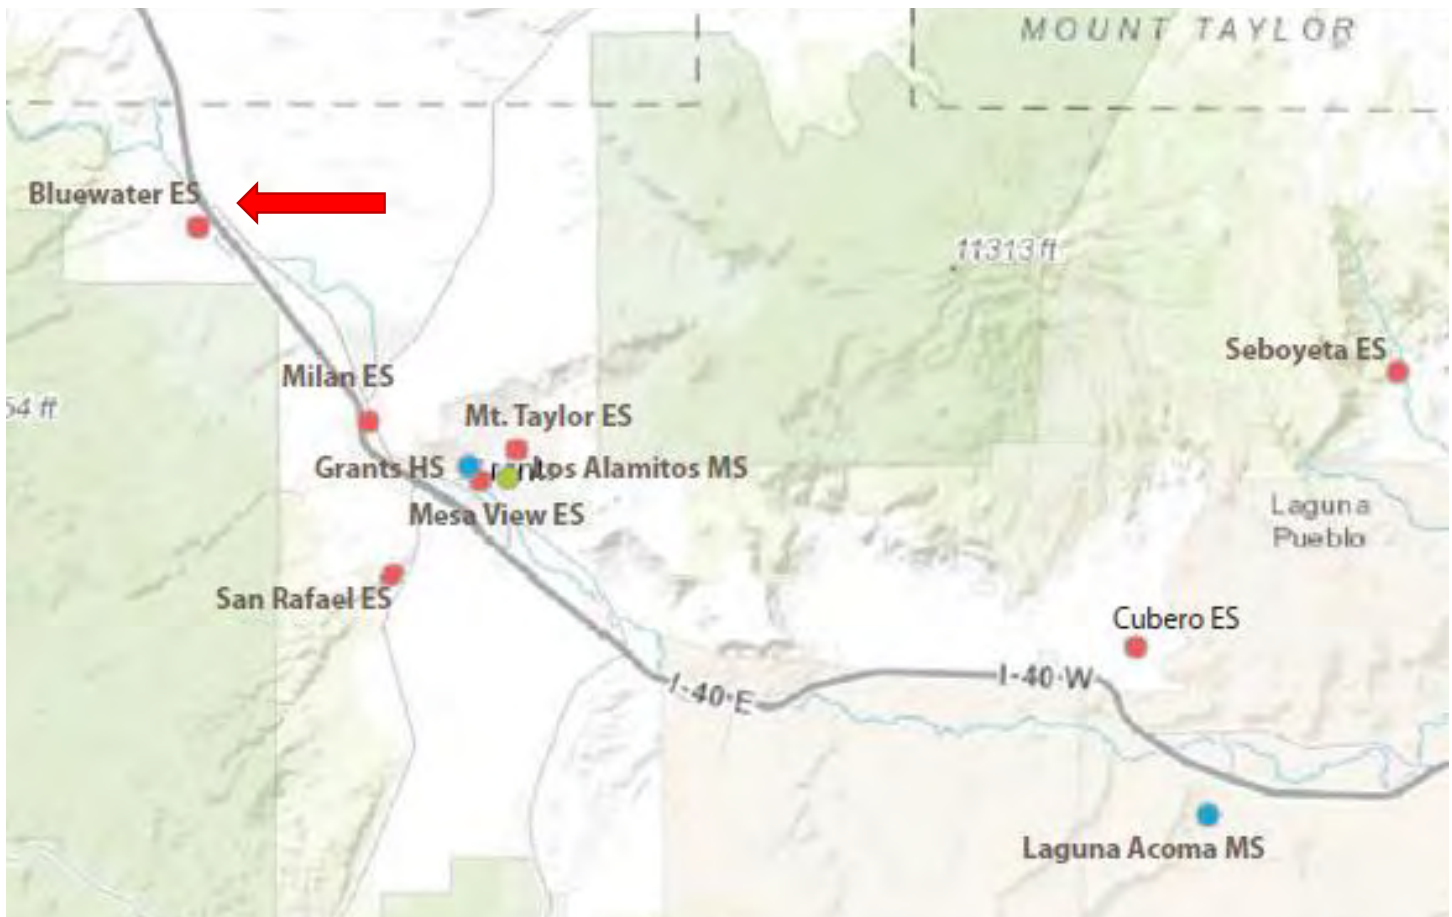 MOUNT TAYLOR
Bluewater ES
11313 ft
Seboyeta ES
Milan ES
54 ft
Mt. Taylor ES
Grants HS
Los Alamitos MS
Mesa View ES
Laguna
Pueblo
San Rafael ES
Cubero ES
I-40-E
I-40-W
Laguna Acoma MS